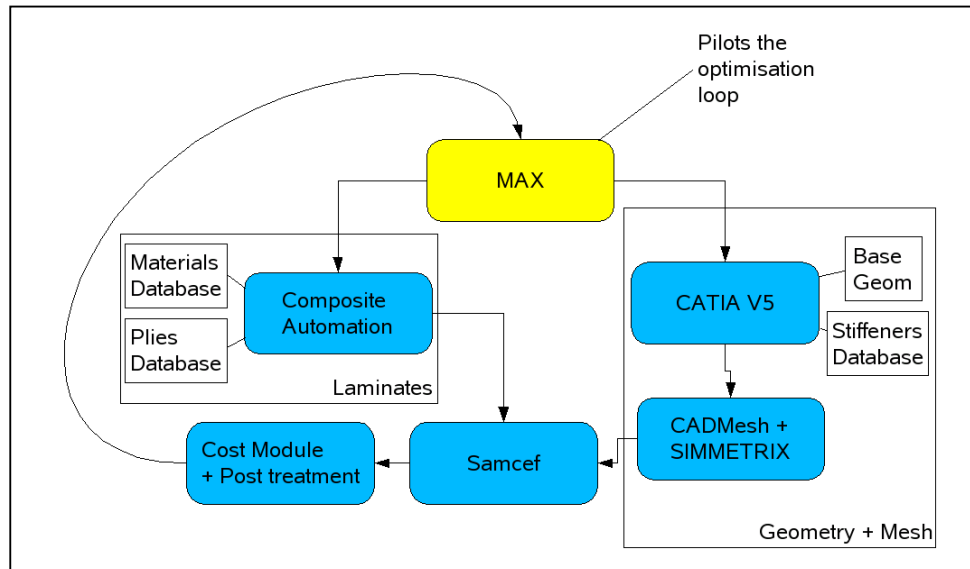 Pilots the
optimisation
loop
MAX
Materials
Database
Plies
Database
Composite
Automation
Laminates
CATIA V5
Base
Geom
Stiffeners
Database
CADMesh +
SIMMETRIX
Geometry + Mesh
Samcef
Cost Module
+ Post treatment